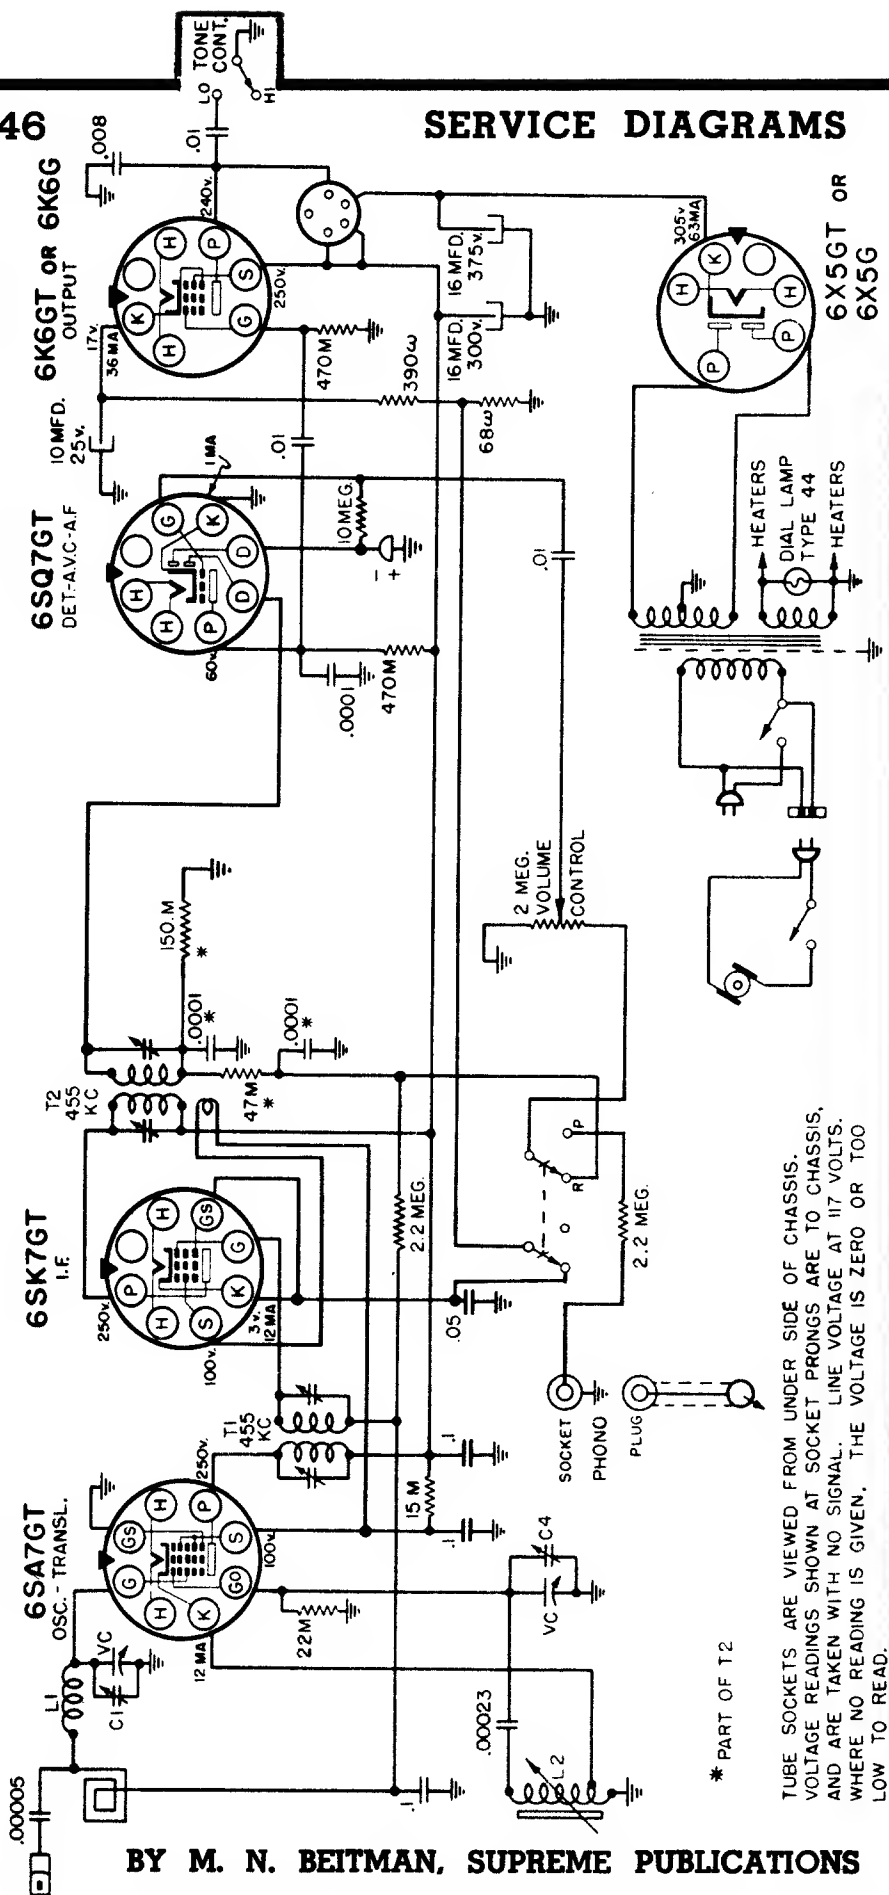 46
SERVICE DIAGRAMS
TONE
CONT.
LO
HI
.01
.008
6K6GT OR 6K6G
OUTPUT
240v.
250v.
17v.
36 MA
H
P
S
G
K
H
470M
390ω
68ω
16 MFD.
375v.
16 MFD.
300v.
305v
63MA
6X5GT OR
6X5G
K
H
H
P
P
10 MFD.
25v.
6SQ7GT
DET.-A.V.C-A.F
1 MA
G
K
D
D
P
H
H
60v.
10 MEG.
- +
.01
.0001
470M
.01
HEATERS
DIAL LAMP
TYPE 44
HEATERS
2 MEG.
VOLUME
CONTROL
150.M
*
.0001
*
.0001
*
47M
*
T2
455
KC
6SK7GT
I.F.
250v.
100v.
3v.
12 MA
H
GS
G
K
S
H
P
2.2 MEG.
.05
P
R
2.2 MEG.
SOCKET
PHONO
PLUG
T1
455
KC
6SA7GT
OSC.- TRANSL.
250v.
100v.
12 MA
GS
H
P
S
GO
K
H
G
15 M
.1
.1
22M
L1
C1
VC
.00005
.1
.00023
L2
VC
C4
* PART OF T2
TUBE SOCKETS ARE VIEWED FROM UNDER SIDE OF CHASSIS.
VOLTAGE READINGS SHOWN AT SOCKET PRONGS ARE TO CHASSIS,
AND ARE TAKEN WITH NO SIGNAL. LINE VOLTAGE AT 117 VOLTS.
WHERE NO READING IS GIVEN, THE VOLTAGE IS ZERO OR TOO
LOW TO READ.
BY M. N. BEITMAN, SUPREME PUBLICATIONS